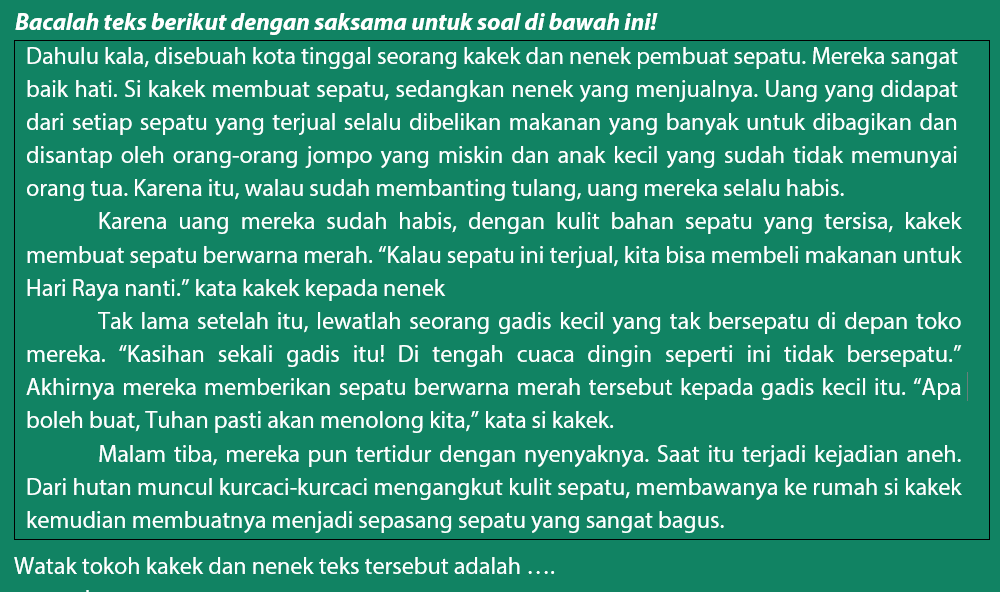 Bacalah teks berikut dengan saksama untuk soal di bawah ini!
Dahulu kala, disebuah kota tinggal seorang kakek dan nenek pembuat sepatu. Mereka sangat
baik hati. Si kakek membuat sepatu, sedangkan nenek yang menjualnya. Uang yang didapat
dari setiap sepatu yang terjual selalu dibelikan makanan yang banyak untuk dibagikan dan
disantap oleh orang-orang jompo yang miskin dan anak kecil yang sudah tidak memunyai
orang tua. Karena itu, walau sudah membanting tulang, uang mereka selalu habis.
Karena uang mereka sudah habis, dengan kulit bahan sepatu yang tersisa, kakek
membuat sepatu berwarna merah. “Kalau sepatu ini terjual, kita bisa membeli makanan untuk
Hari Raya nanti.” kata kakek kepada nenek
Tak lama setelah itu, lewatlah seorang gadis kecil yang tak bersepatu di depan toko
mereka. “Kasihan sekali gadis itu! Di tengah cuaca dingin seperti ini tidak bersepatu.”
Akhirnya mereka memberikan sepatu berwarna merah tersebut kepada gadis kecil itu. “Apa
boleh buat, Tuhan pasti akan menolong kita,” kata si kakek.
Malam tiba, mereka pun tertidur dengan nyenyaknya. Saat itu terjadi kejadian aneh.
Dari hutan muncul kurcaci-kurcaci mengangkut kulit sepatu, membawanya ke rumah si kakek
kemudian membuatnya menjadi sepasang sepatu yang sangat bagus.
Watak tokoh kakek dan nenek teks tersebut adalah ….